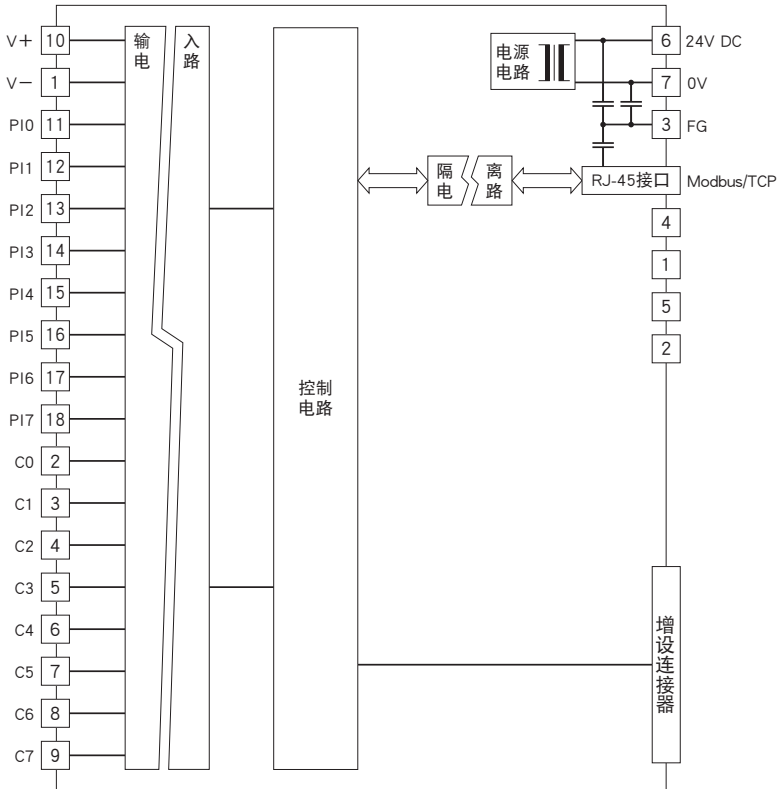 V+ 10
V− 1
PI0 11
PI1 12
PI2 13
PI3 14
PI4 15
PI5 16
PI6 17
PI7 18
C0 2
C1 3
C2 4
C3 5
C4 6
C5 7
C6 8
C7 9
输 入
电 路
控制
电路
电源
电路
隔 离
电 路
6 24V DC
7 0V
3 FG
RJ-45接口 Modbus/TCP
4
1
5
2
增设连接器